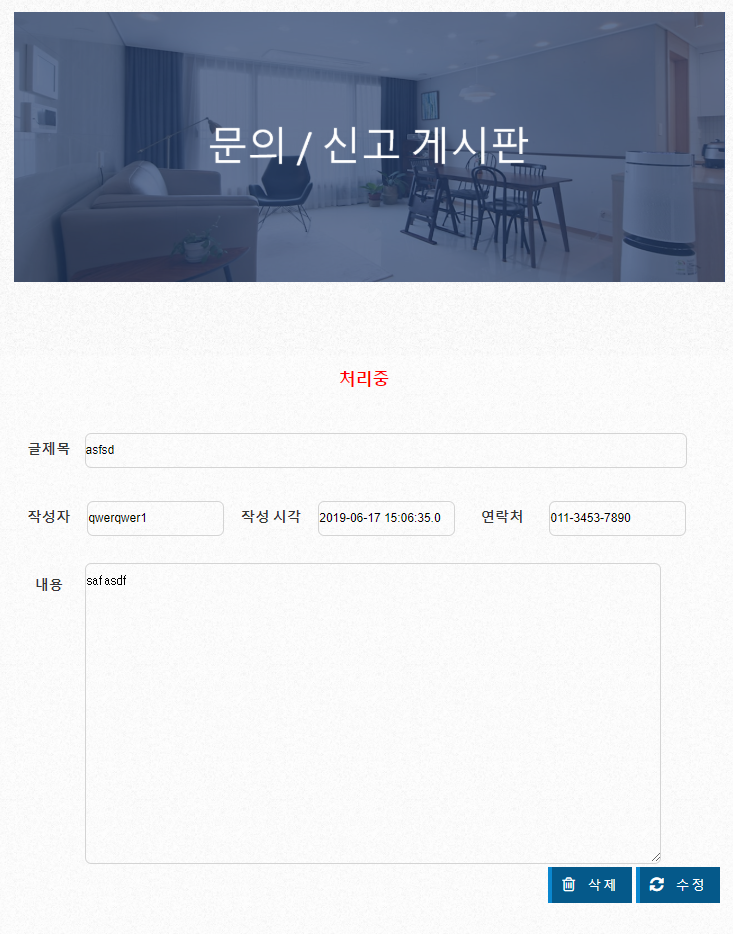 문의 / 신고 게시판
처리중
글제목 asfsd
작성자 qwerqwer1 작성 시각 2019-06-17 15:06:35.0 연락처 011-3453-7890
내용 saf asdf
삭제 수정